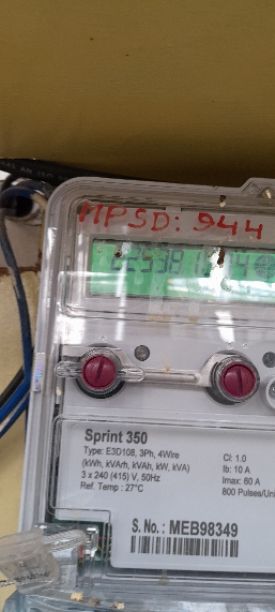 MPSD: 944
Sprint 350
Type: E3D108, 3Ph, 4Wire
(kWh, kVArh, kVAh, kW, kVA)
3 x 240 (415) V, 50Hz
Ref. Temp : 27°C
Cl: 1.0
Ib: 10 A
Imax: 60 A
800 Pulses/Uni
S. No. : MEB98349